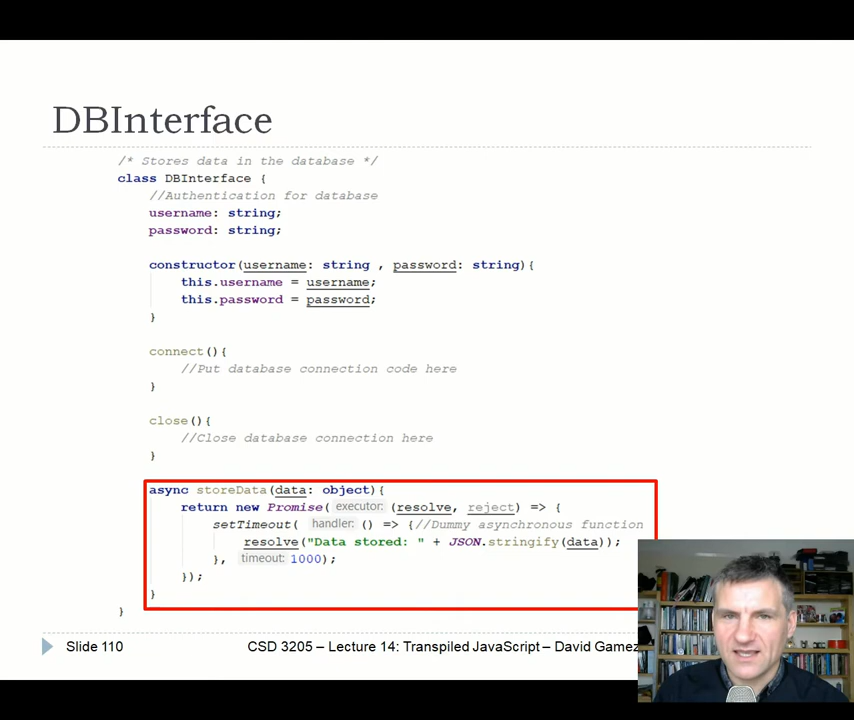 DBInterface
/* Stores data in the database */
class DBInterface {
//Authentication for database
username: string;
password: string;
constructor(username: string , password: string){
this.username = username;
this.password = password;
}
connect(){
//Put database connection code here
}
close(){
//Close database connection here
}
async storeData(data: object){
return new Promise( executor: (resolve, reject) => {
setTimeout( handler: () => {//Dummy asynchronous function
resolve("Data stored: " + JSON.stringify(data));
}, timeout: 1000);
});
}
}
Slide 110
CSD 3205 – Lecture 14: Transpiled JavaScript – David Gamez